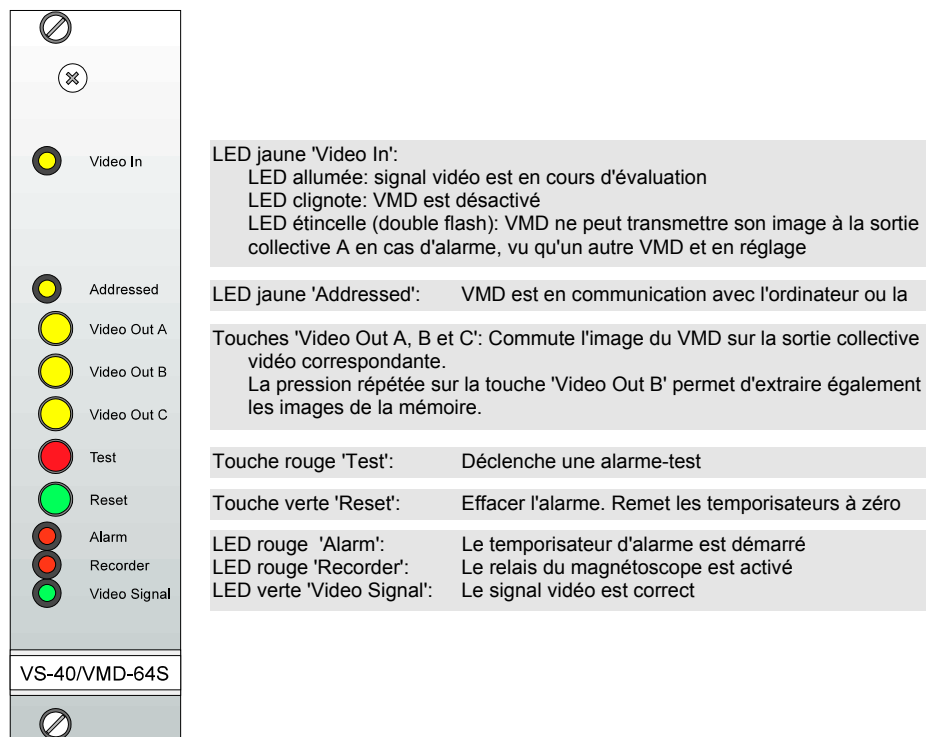 Video In
LED jaune 'Video In':
LED allumée: signal vidéo est en cours d'évaluation
LED clignote: VMD est désactivé
LED étincelle (double flash): VMD ne peut transmettre son image à la sortie
collective A en cas d'alarme, vu qu'un autre VMD et en réglage
Addressed
LED jaune 'Addressed': VMD est en communication avec l'ordinateur ou la
Video Out A
Video Out B
Video Out C
Touches 'Video Out A, B et C': Commute l'image du VMD sur la sortie collective
vidéo correspondante.
La pression répétée sur la touche 'Video Out B' permet d'extraire également
les images de la mémoire.
Test
Touche rouge 'Test': Déclenche une alarme-test
Reset
Touche verte 'Reset': Effacer l'alarme. Remet les temporisateurs à zéro
Alarm
LED rouge 'Alarm': Le temporisateur d'alarme est démarré
Recorder
LED rouge 'Recorder': Le relais du magnétoscope est activé
Video Signal
LED verte 'Video Signal': Le signal vidéo est correct
VS-40/VMD-64S